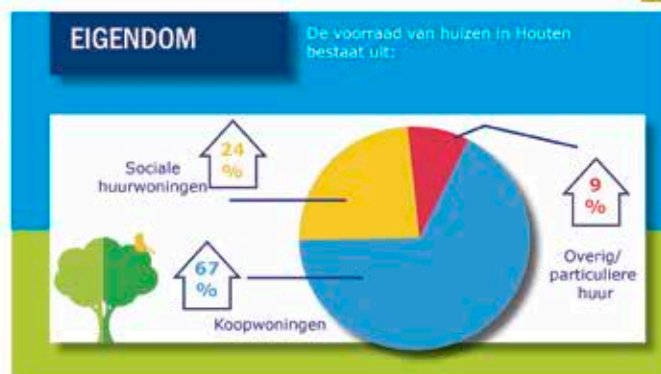 EIGENDOM
De voorraad van huizen in Houten
bestaat uit:
24
%
Sociale
huurwoningen
9
%
Overig/
particuliere
huur
67
%
Koopwoningen